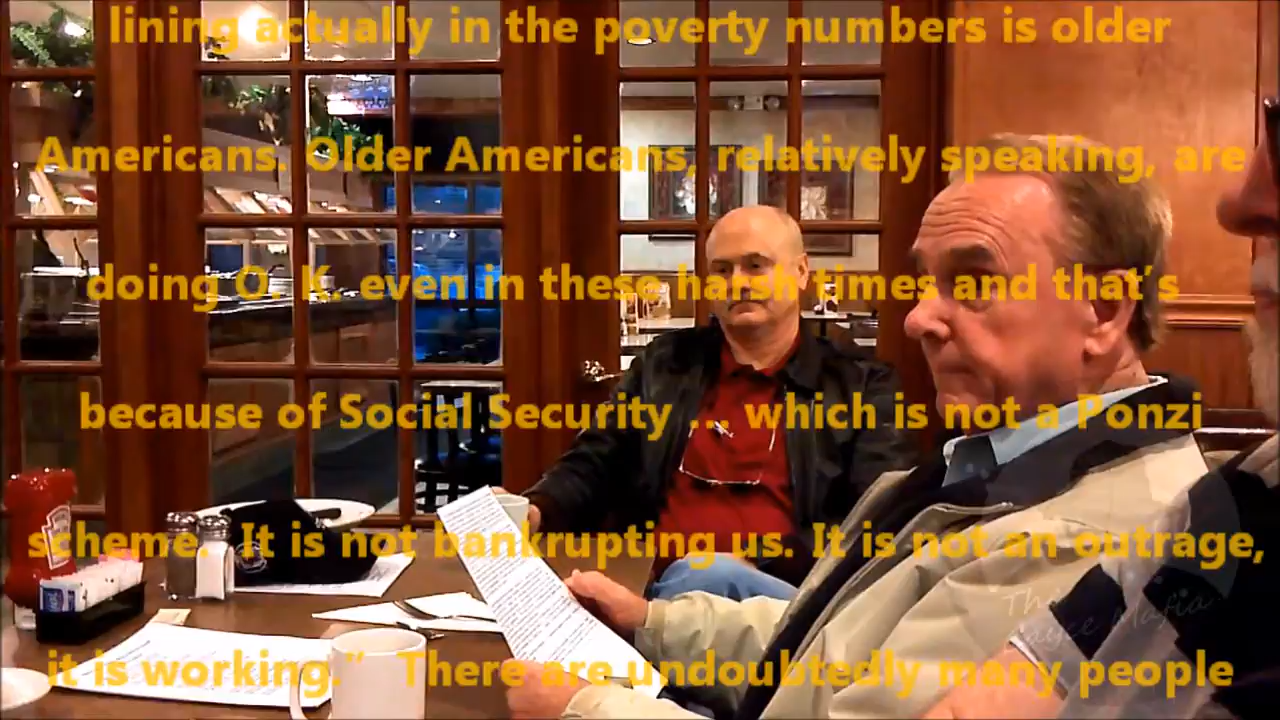 lining actually in the poverty numbers is older
Americans. Older Americans, relatively speaking, are
doing O. K. even in these harsh times and that's
because of Social Security ... which is not a Ponzi
scheme.  It is not bankrupting us. It is not an outrage,
it is working."  There are undoubtedly many people
The
Mafia